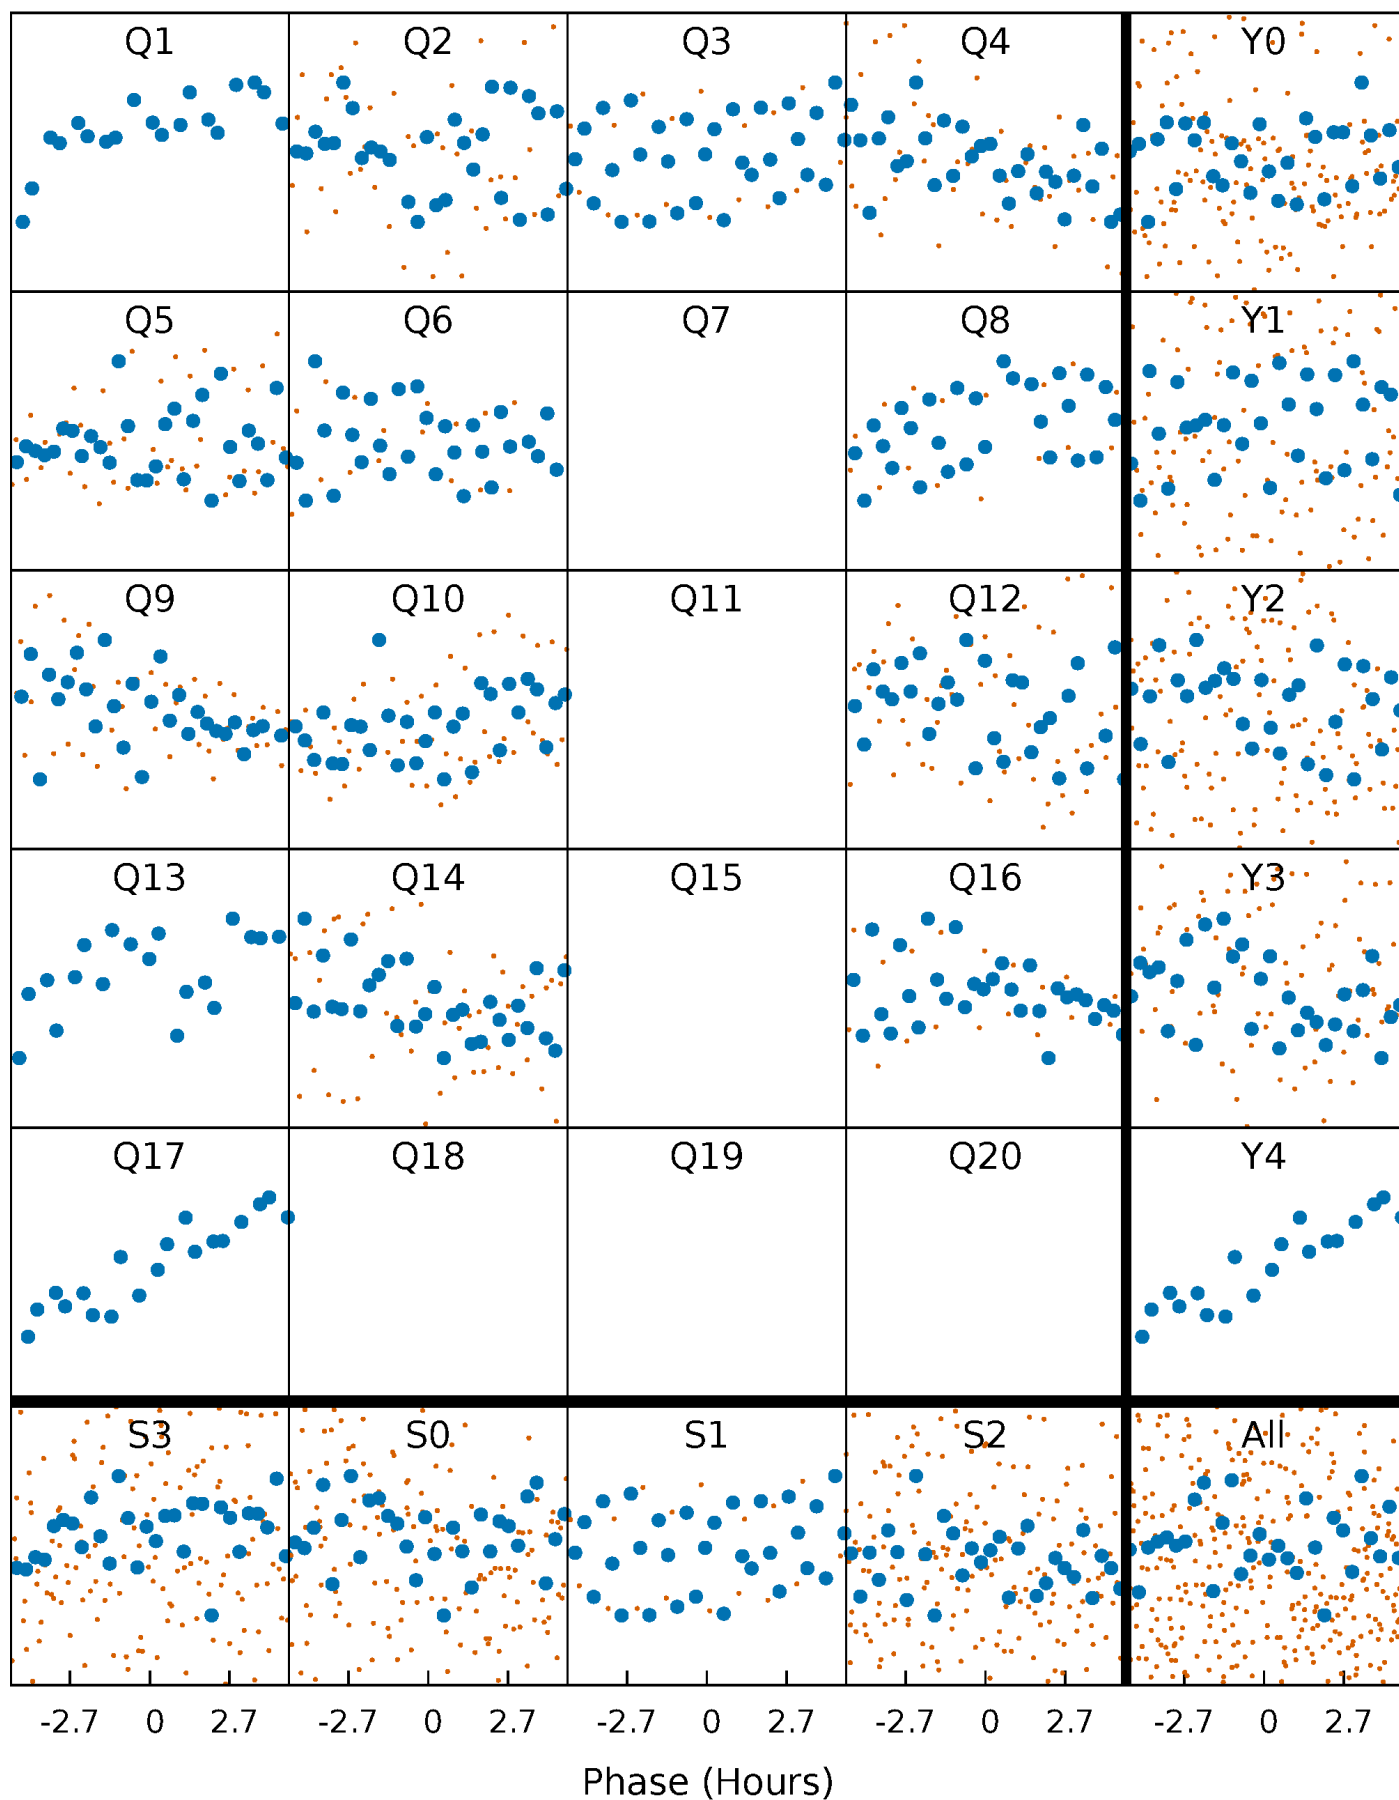 Q1 Q2 Q3 Q4 Y0
Q5 Q6 Q7 Q8 Y1
Q9 Q10 Q11 Q12 Y2
Q13 Q14 Q15 Q16 Y3
Q17 Q18 Q19 Q20 Y4
S3 S0 S1 S2 All
-2.7 0 2.7 -2.7 0 2.7 -2.7 0 2.7 -2.7 0 2.7 -2.7 0 2.7
Phase (Hours)